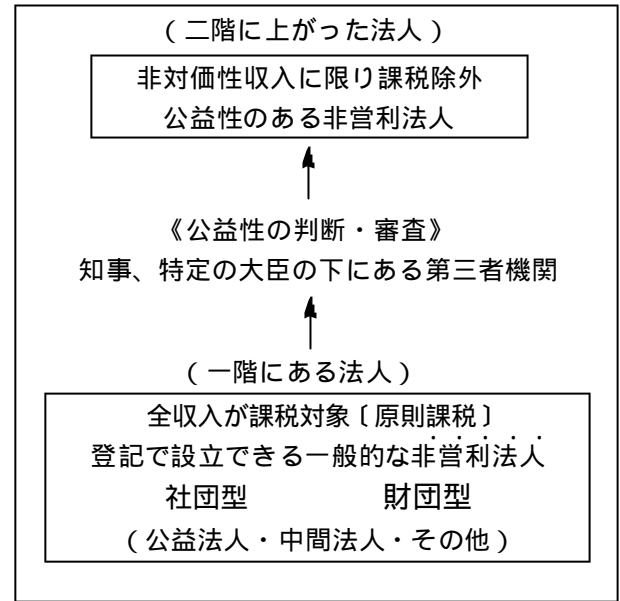 (二階に上がった法人)
非対価性収入に限り課税除外
公益性のある非営利法人
《公益性の判断・審査》
知事、特定の大臣の下にある第三者機関
(一階にある法人)
全収入が課税対象〔原則課税〕
登記で設立できる一般的な非営利法人
社団型 財団型
(公益法人・中間法人・その他)